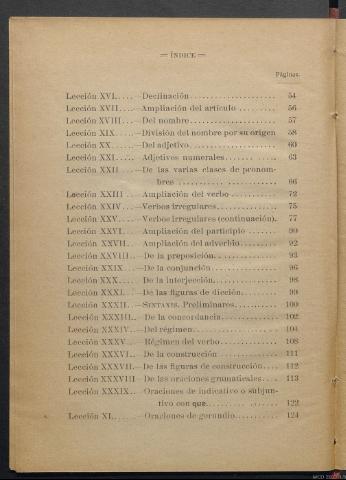 = ÍNDICE =
Páginas.
Lección XVI.....—Declinación..................... 54
Lección XVII....—Ampliación del artículo......... 56
Lección XVIII...—Del nombre...................... 57
Lección XIX.....—División del nombre por su origen 58
Lección XX......—Del adjetivo.................... 60
Lección XXI.....—Adjetivos numerales............. 63
Lección XXII....—De las varias clases de pronom-
bres ........................ 66
Lección XXIII...—Ampliación del verbo............ 72
Lección XXIV....—Verbos irregulares.............. 75
Lección XXV.....—Verbos irregulares (continuación). 77
Lección XXVI....—Ampliación del participio ...... 90
Lección XXVII...—Ampliación del adverbio......... 92
Lección XXVIII..—De la preposición............... 93
Lección XXIX....—De la conjunción ............... 96
Lección XXX.....—De la interjección.............. 98
Lección XXXI....—De las figuras de dicción....... 99
Lección XXXII...—SINTAXIS. Preliminares.......... 100
Lección XXXIII..—De la concordancia.............. 102
Lección XXXIV...—Del régimen..................... 104
Lección XXXV....—Régimen del verbo .............. 108
Lección XXXVI...—De la construcción ............. 111
Lección XXXVII.—De las figuras de construcción.... 112
Lección XXXVIII—De las oraciones gramaticales.... 113
Lección XXXIX...—Oraciones de indicativo o subjun-
tivo con que................. 122
Lección XL......—Oraciones de gerundio........... 124